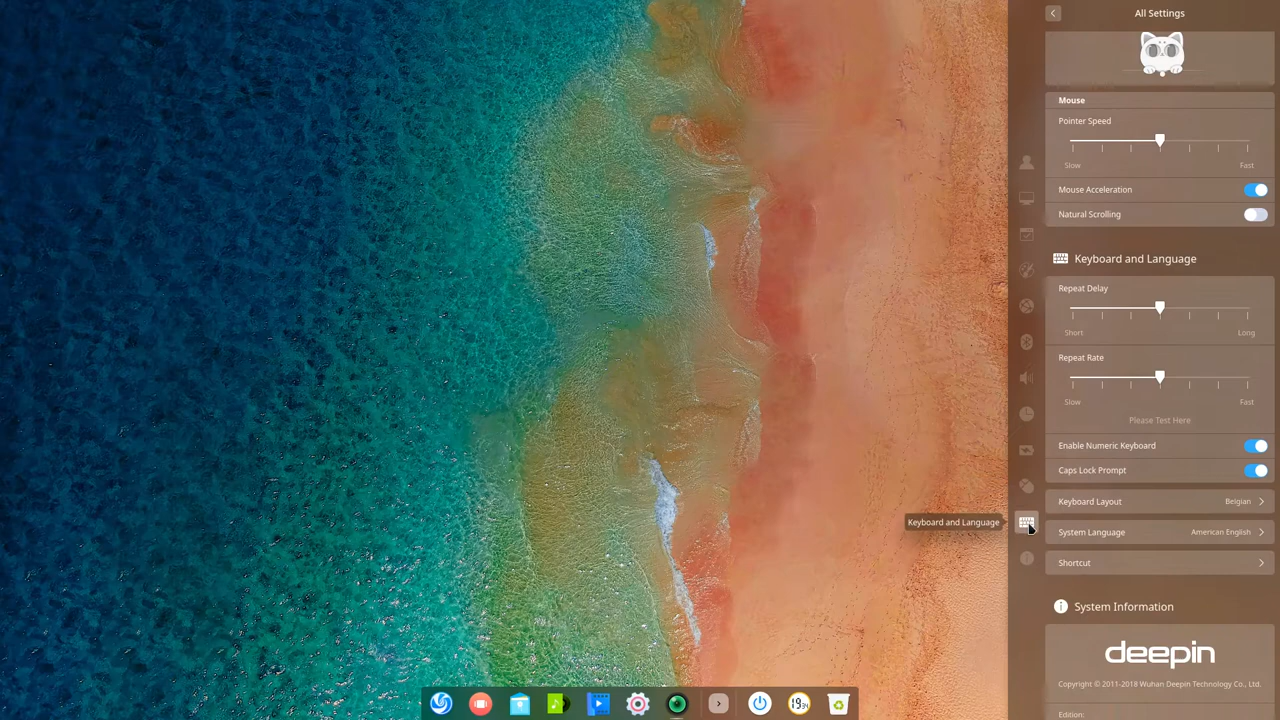 All Settings
Mouse
Pointer Speed
Slow Fast
Mouse Acceleration
Natural Scrolling
Keyboard and Language
Repeat Delay
Short Long
Repeat Rate
Slow Fast
Please Test Here
Enable Numeric Keyboard
Caps Lock Prompt
Keyboard Layout Belgian
Keyboard and Language
System Language American English
Shortcut
System Information
deepin
Copyright © 2011-2018 Wuhan Deepin Technology Co., Ltd.
Edition:
19 34